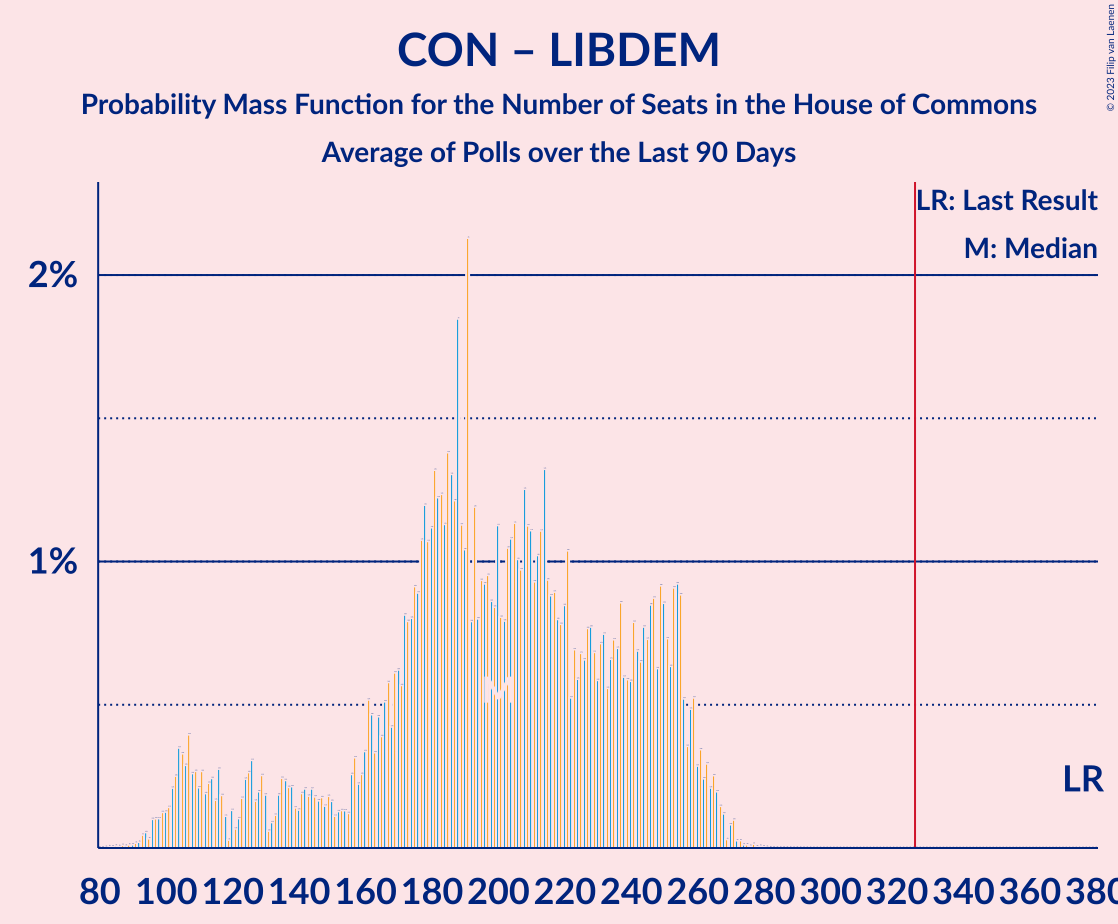 CON – LIBDEM
Probability Mass Function for the Number of Seats in the House of Commons
Average of Polls over the Last 90 Days
© 2023 Filip van Laenen
LR: Last Result
M: Median
2%
1%
M
LR
80 100 120 140 160 180 200 220 240 260 280 300 320 340 360 380